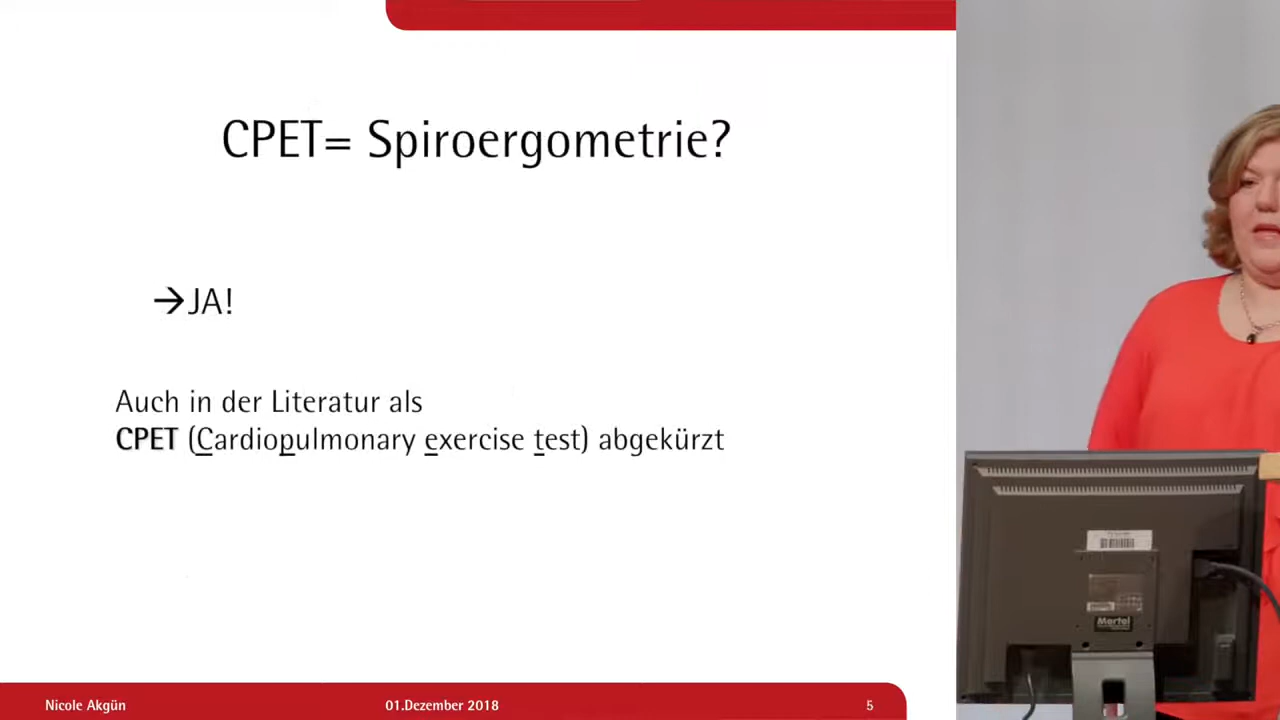 CPET= Spiroergometrie?
→JA!
Auch in der Literatur als
CPET (Cardiopulmonary exercise test) abgekürzt
Nicole Akgün
01.Dezember 2018
5
Mertel